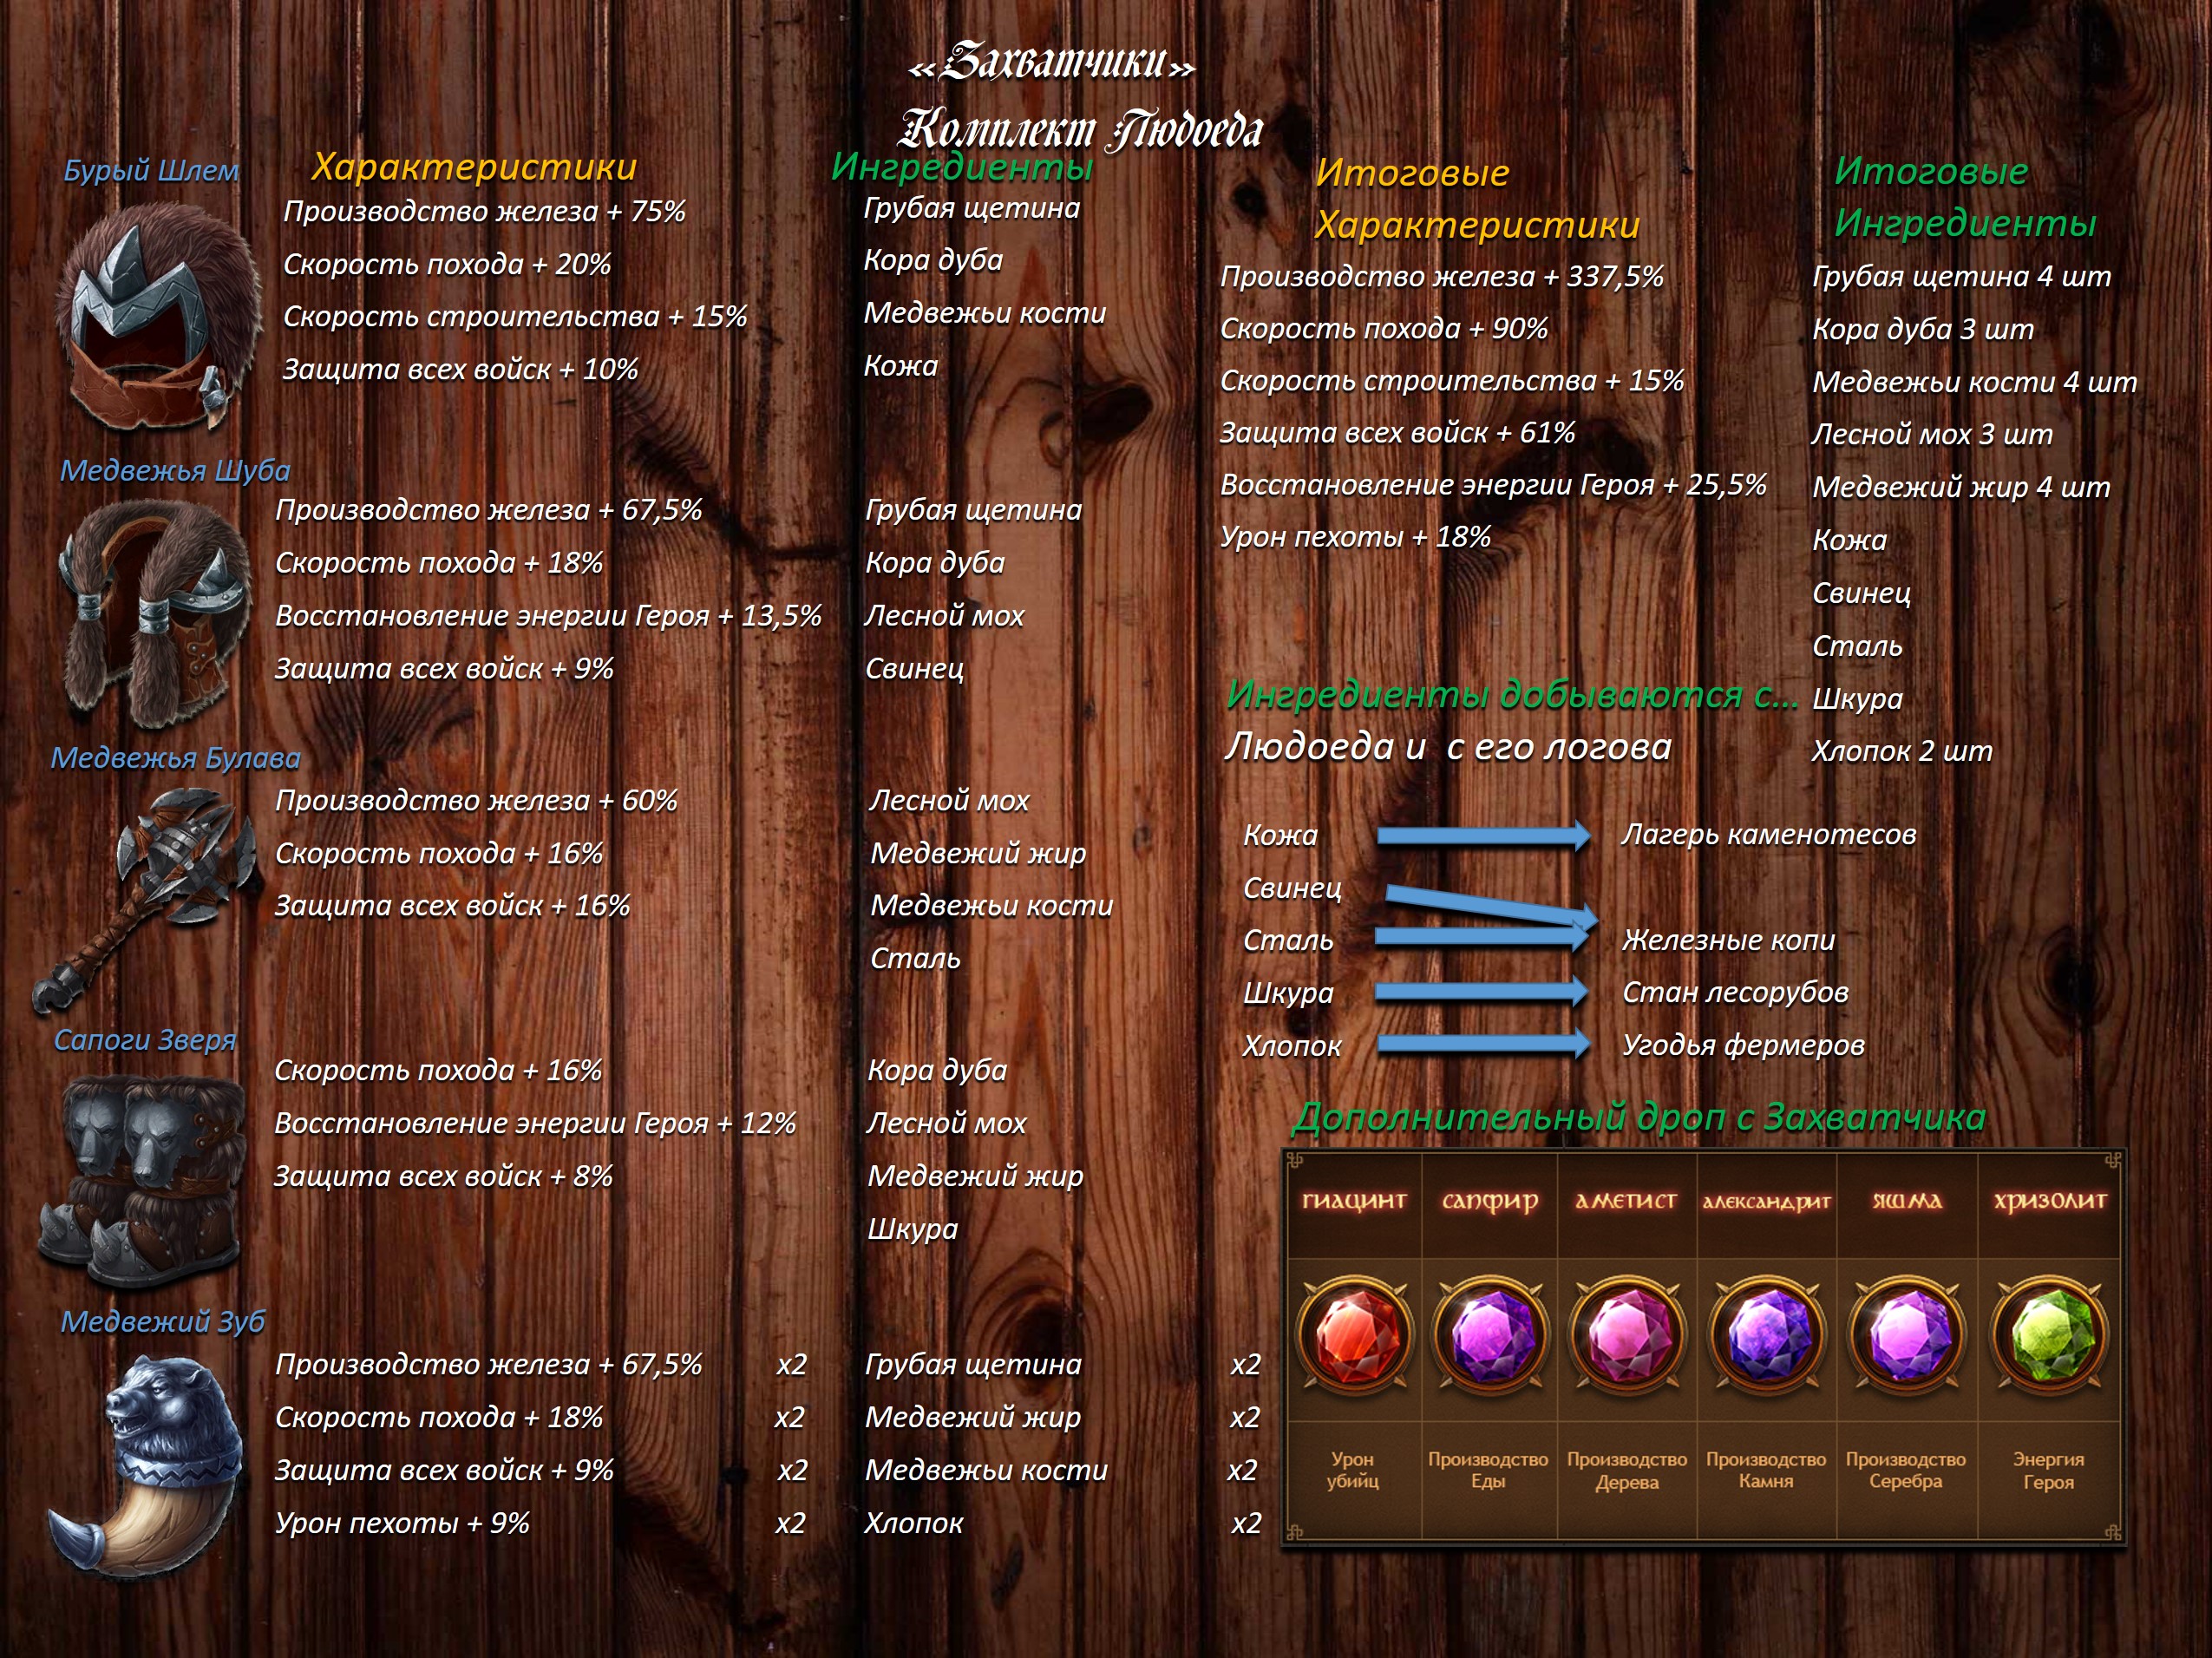 «Захватчики»
Комплект Людоеда
Бурый Шлем
Характеристики
Производство железа + 75%
Скорость похода + 20%
Скорость строительства + 15%
Защита всех войск + 10%
Ингредиенты
Грубая щетина
Кора дуба
Медвежьи кости
Кожа
Медвежья Шуба
Производство железа + 67,5%
Скорость похода + 18%
Восстановление энергии Героя + 13,5%
Защита всех войск + 9%
Грубая щетина
Кора дуба
Лесной мох
Свинец
Медвежья Булава
Производство железа + 60%
Скорость похода + 16%
Защита всех войск + 16%
Лесной мох
Медвежий жир
Медвежьи кости
Сталь
Сапоги Зверя
Скорость похода + 16%
Восстановление энергии Героя + 12%
Защита всех войск + 8%
Кора дуба
Лесной мох
Медвежий жир
Шкура
Медвежий Зуб
Производство железа + 67,5% x2
Скорость похода + 18% x2
Защита всех войск + 9% x2
Урон пехоты + 9% x2
Грубая щетина x2
Медвежий жир x2
Медвежьи кости x2
Хлопок x2
Итоговые
Характеристики
Производство железа + 337,5%
Скорость похода + 90%
Скорость строительства + 15%
Защита всех войск + 61%
Восстановление энергии Героя + 25,5%
Урон пехоты + 18%
Итоговые
Ингредиенты
Грубая щетина 4 шт
Кора дуба 3 шт
Медвежьи кости 4 шт
Лесной мох 3 шт
Медвежий жир 4 шт
Кожа
Свинец
Сталь
Шкура
Хлопок 2 шт
Ингредиенты добываются с...
Людоеда и с его логова
Кожа
Свинец
Сталь
Шкура
Хлопок
Лагерь каменотесов
Железные копи
Стан лесорубов
Угодья фермеров
Дополнительный дроп с Захватчика
гиацинт
сапфир
аметист
александрит
яшма
хризолит
Урон
убийц
Производство
Еды
Производство
Дерева
Производство
Камня
Производство
Серебра
Энергия
Героя